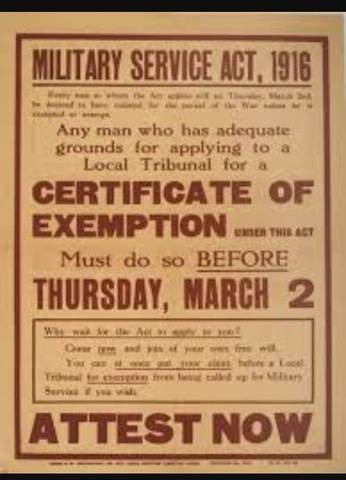 MILITARY SERVICE ACT, 1916
Every man to whom the Act applies will on Thursday, March 2nd,
be deemed to have enlisted for the period of the War unless he is
exempted or
Any man who has adequate
grounds for applying to a
Local Tribunal for a
CERTIFICATE OF
EXEMPTION UNDER THIS ACT
Must do so BEFORE
THURSDAY, MARCH 2
Why wait for the Act to apply to you?
Come now and join of your own free will.
You can at once put your claim before a Local
Tribunal for exemption from being called up for Military
Service if you wish.
ATTEST NOW